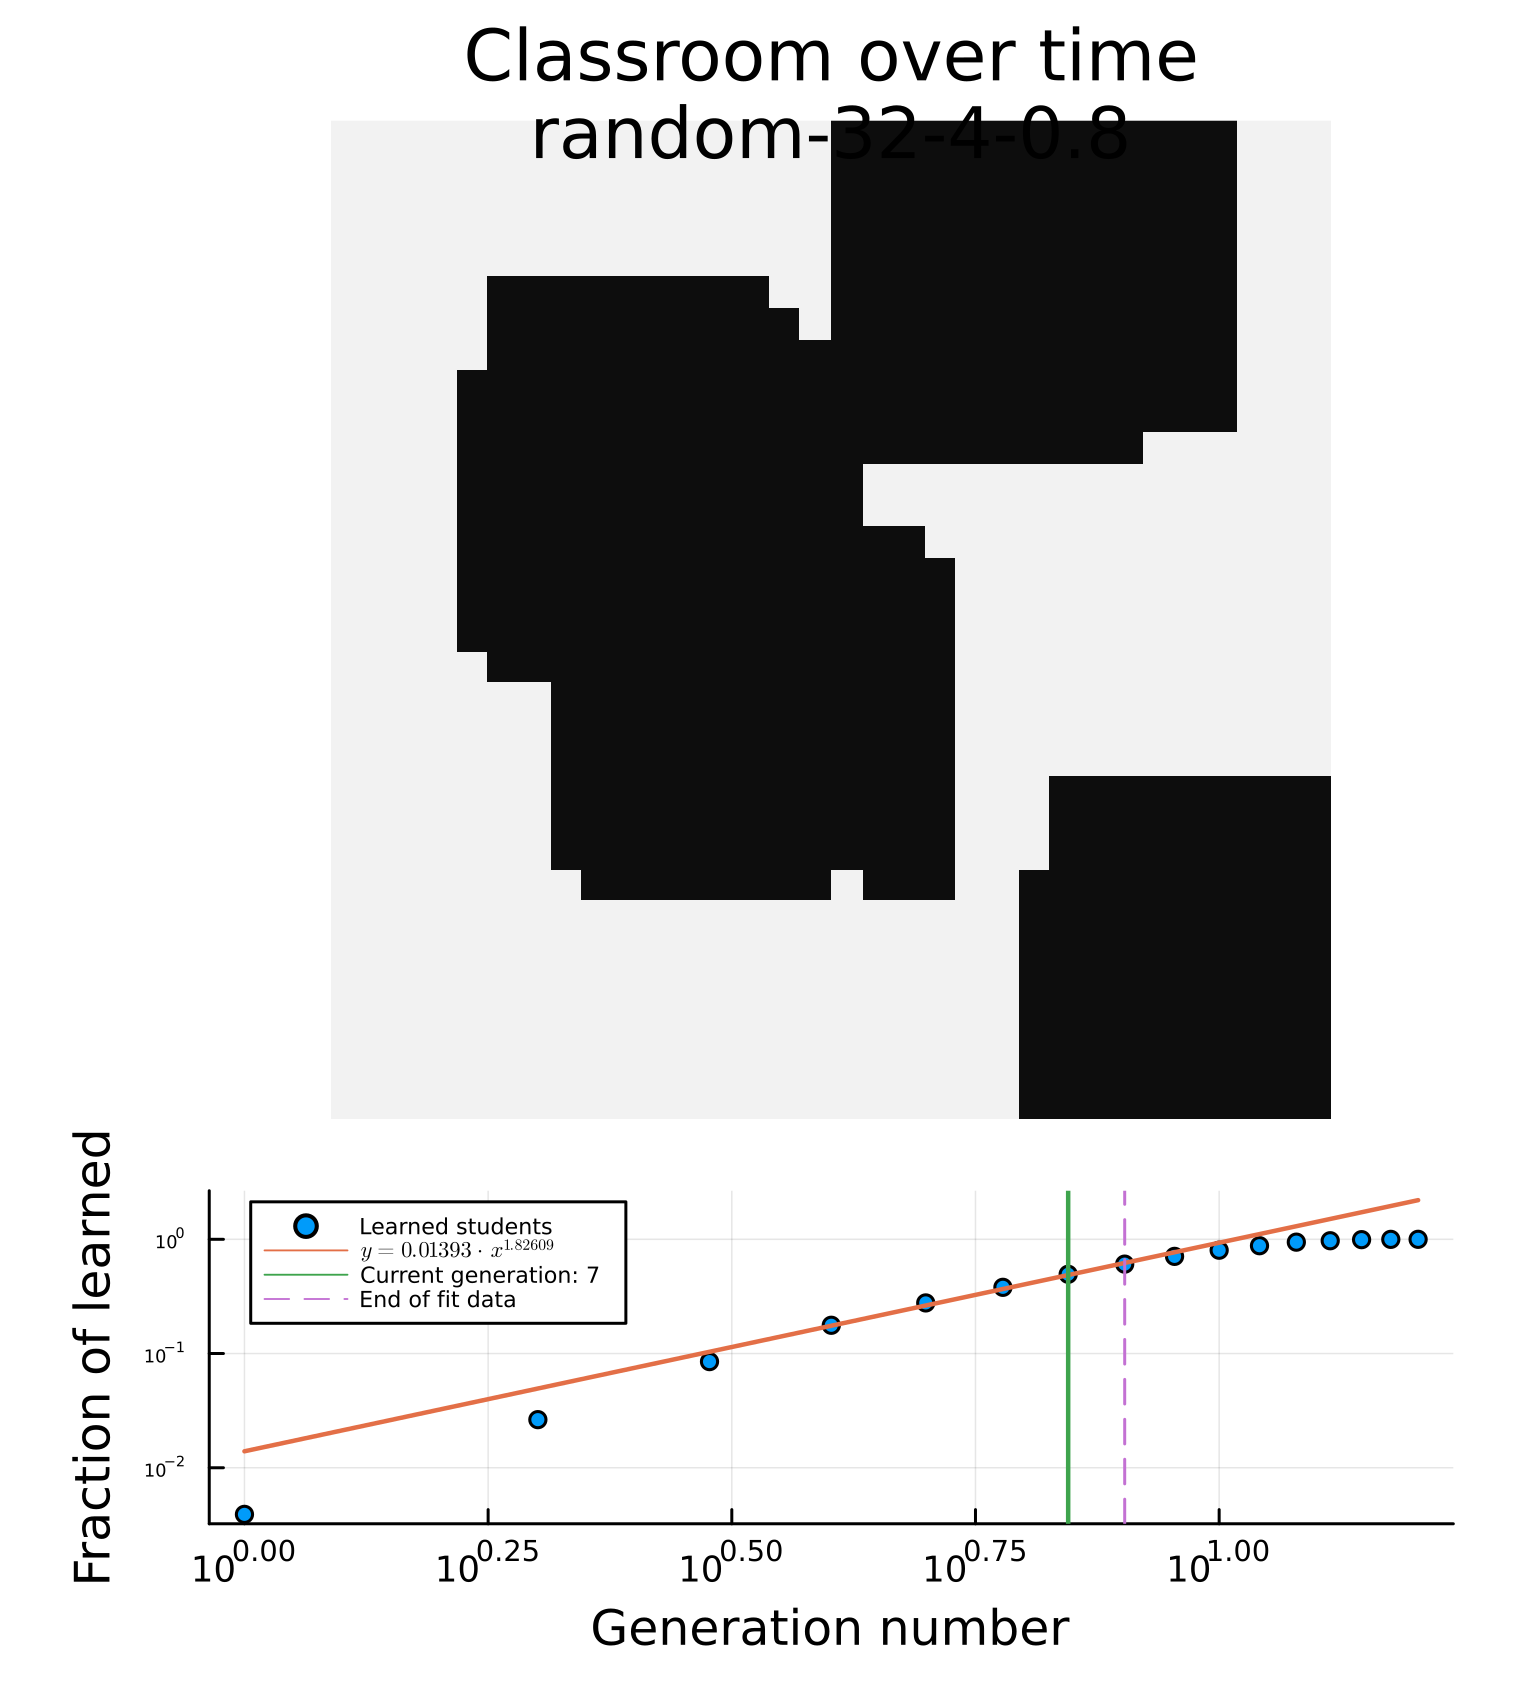 Classroom over time
random-32-4-0.8
Fraction of learned
10^0
10^−1
10^−2
Learned students
y = 0.01393 · x^1.82609
Current generation: 7
End of fit data
10^0.00 10^0.25 10^0.50 10^0.75 10^1.00
Generation number